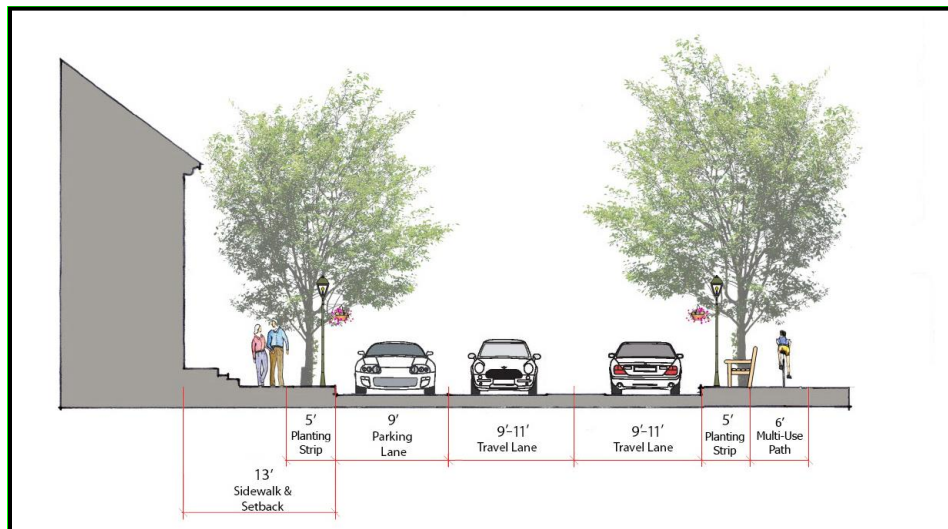 5'
Planting
Strip
9'
Parking
Lane
9'-11'
Travel Lane
9'-11'
Travel Lane
5'
Planting
Strip
6'
Multi-Use
Path
13'
Sidewalk &
Setback